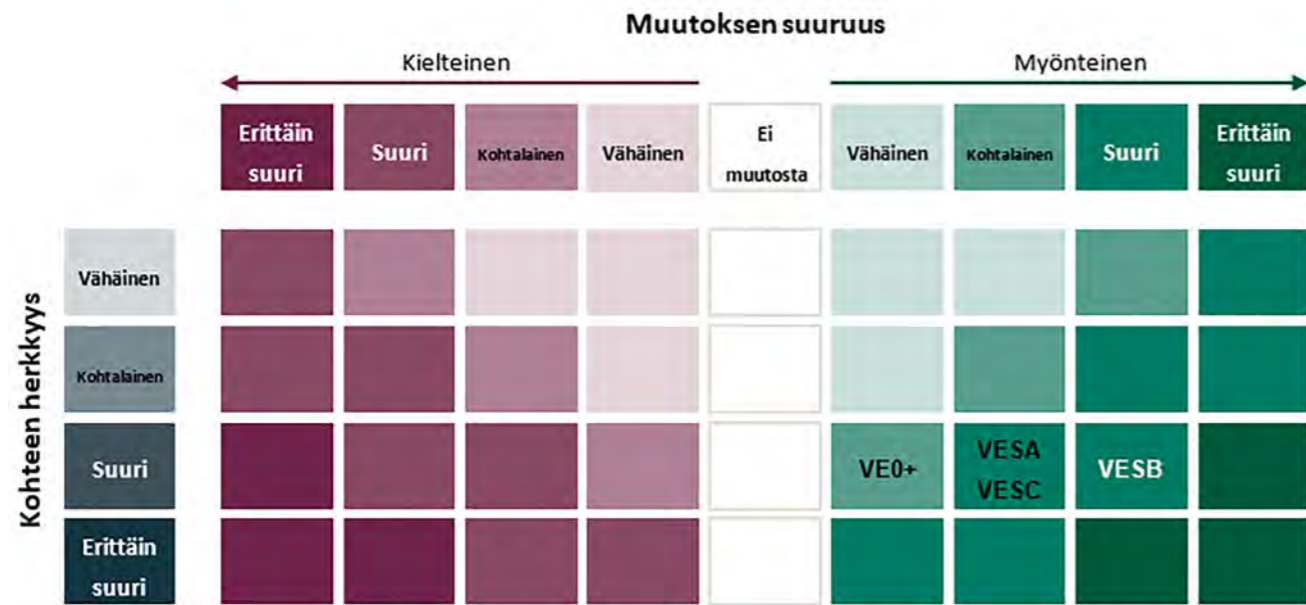 Muutoksen suuruus
Kielteinen
Myönteinen
Erittäin
suuri
Suuri
Kohtalainen
Vähäinen
Ei
muutosta
Vähäinen
Kohtalainen
Suuri
Erittäin
suuri
Kohteen herkkyys
Vähäinen
Kohtalainen
Suuri
VE0+
VESA
VESC
VESB
Erittäin
suuri